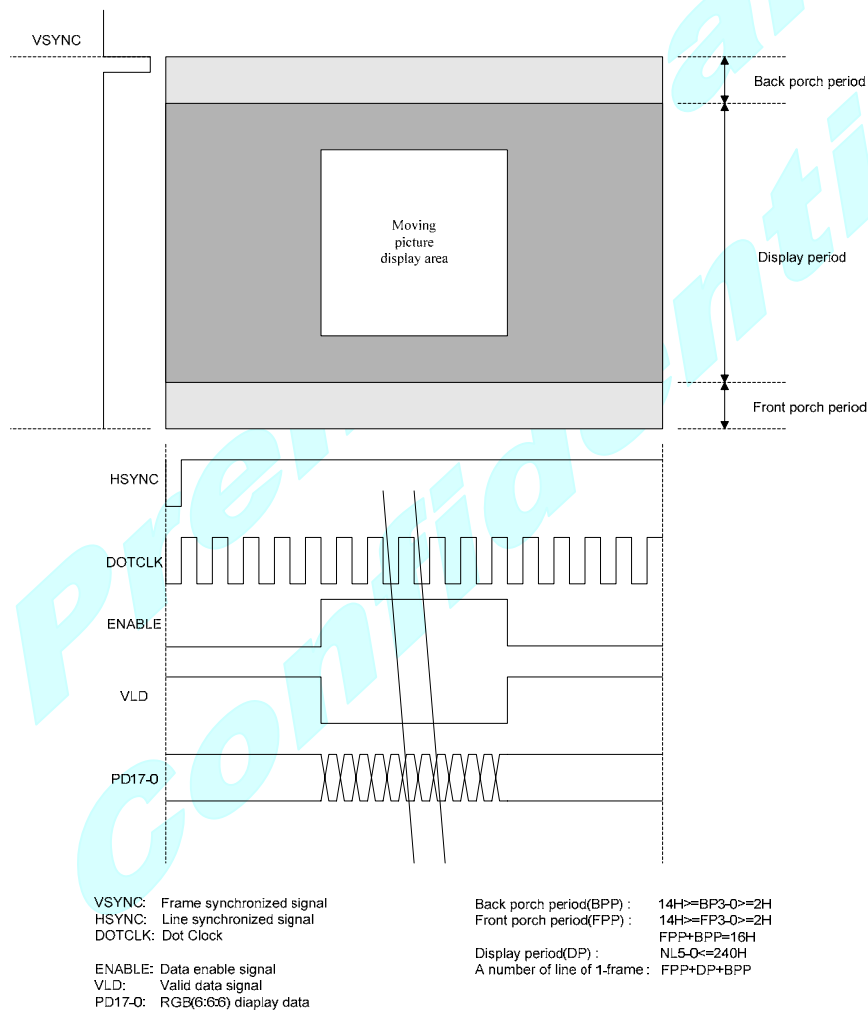 VSYNC
Back porch period
Moving
picture
display area
Display period
Front porch period
HSYNC
DOTCLK
ENABLE
VLD
PD17-0
VSYNC: Frame synchronized signal
HSYNC: Line synchronized signal
DOTCLK: Dot Clock
ENABLE: Data enable signal
VLD: Valid data signal
PD17-0: RGB(6:6:6) diaplay data
Back porch period(BPP) : 14H>=BP3-0>=2H
Front porch period(FPP) : 14H>=FP3-0>=2H
FPP+BPP=16H
Display period(DP) : NL5-0<=240H
A number of line of 1-frame : FPP+DP+BPP
Confidenti